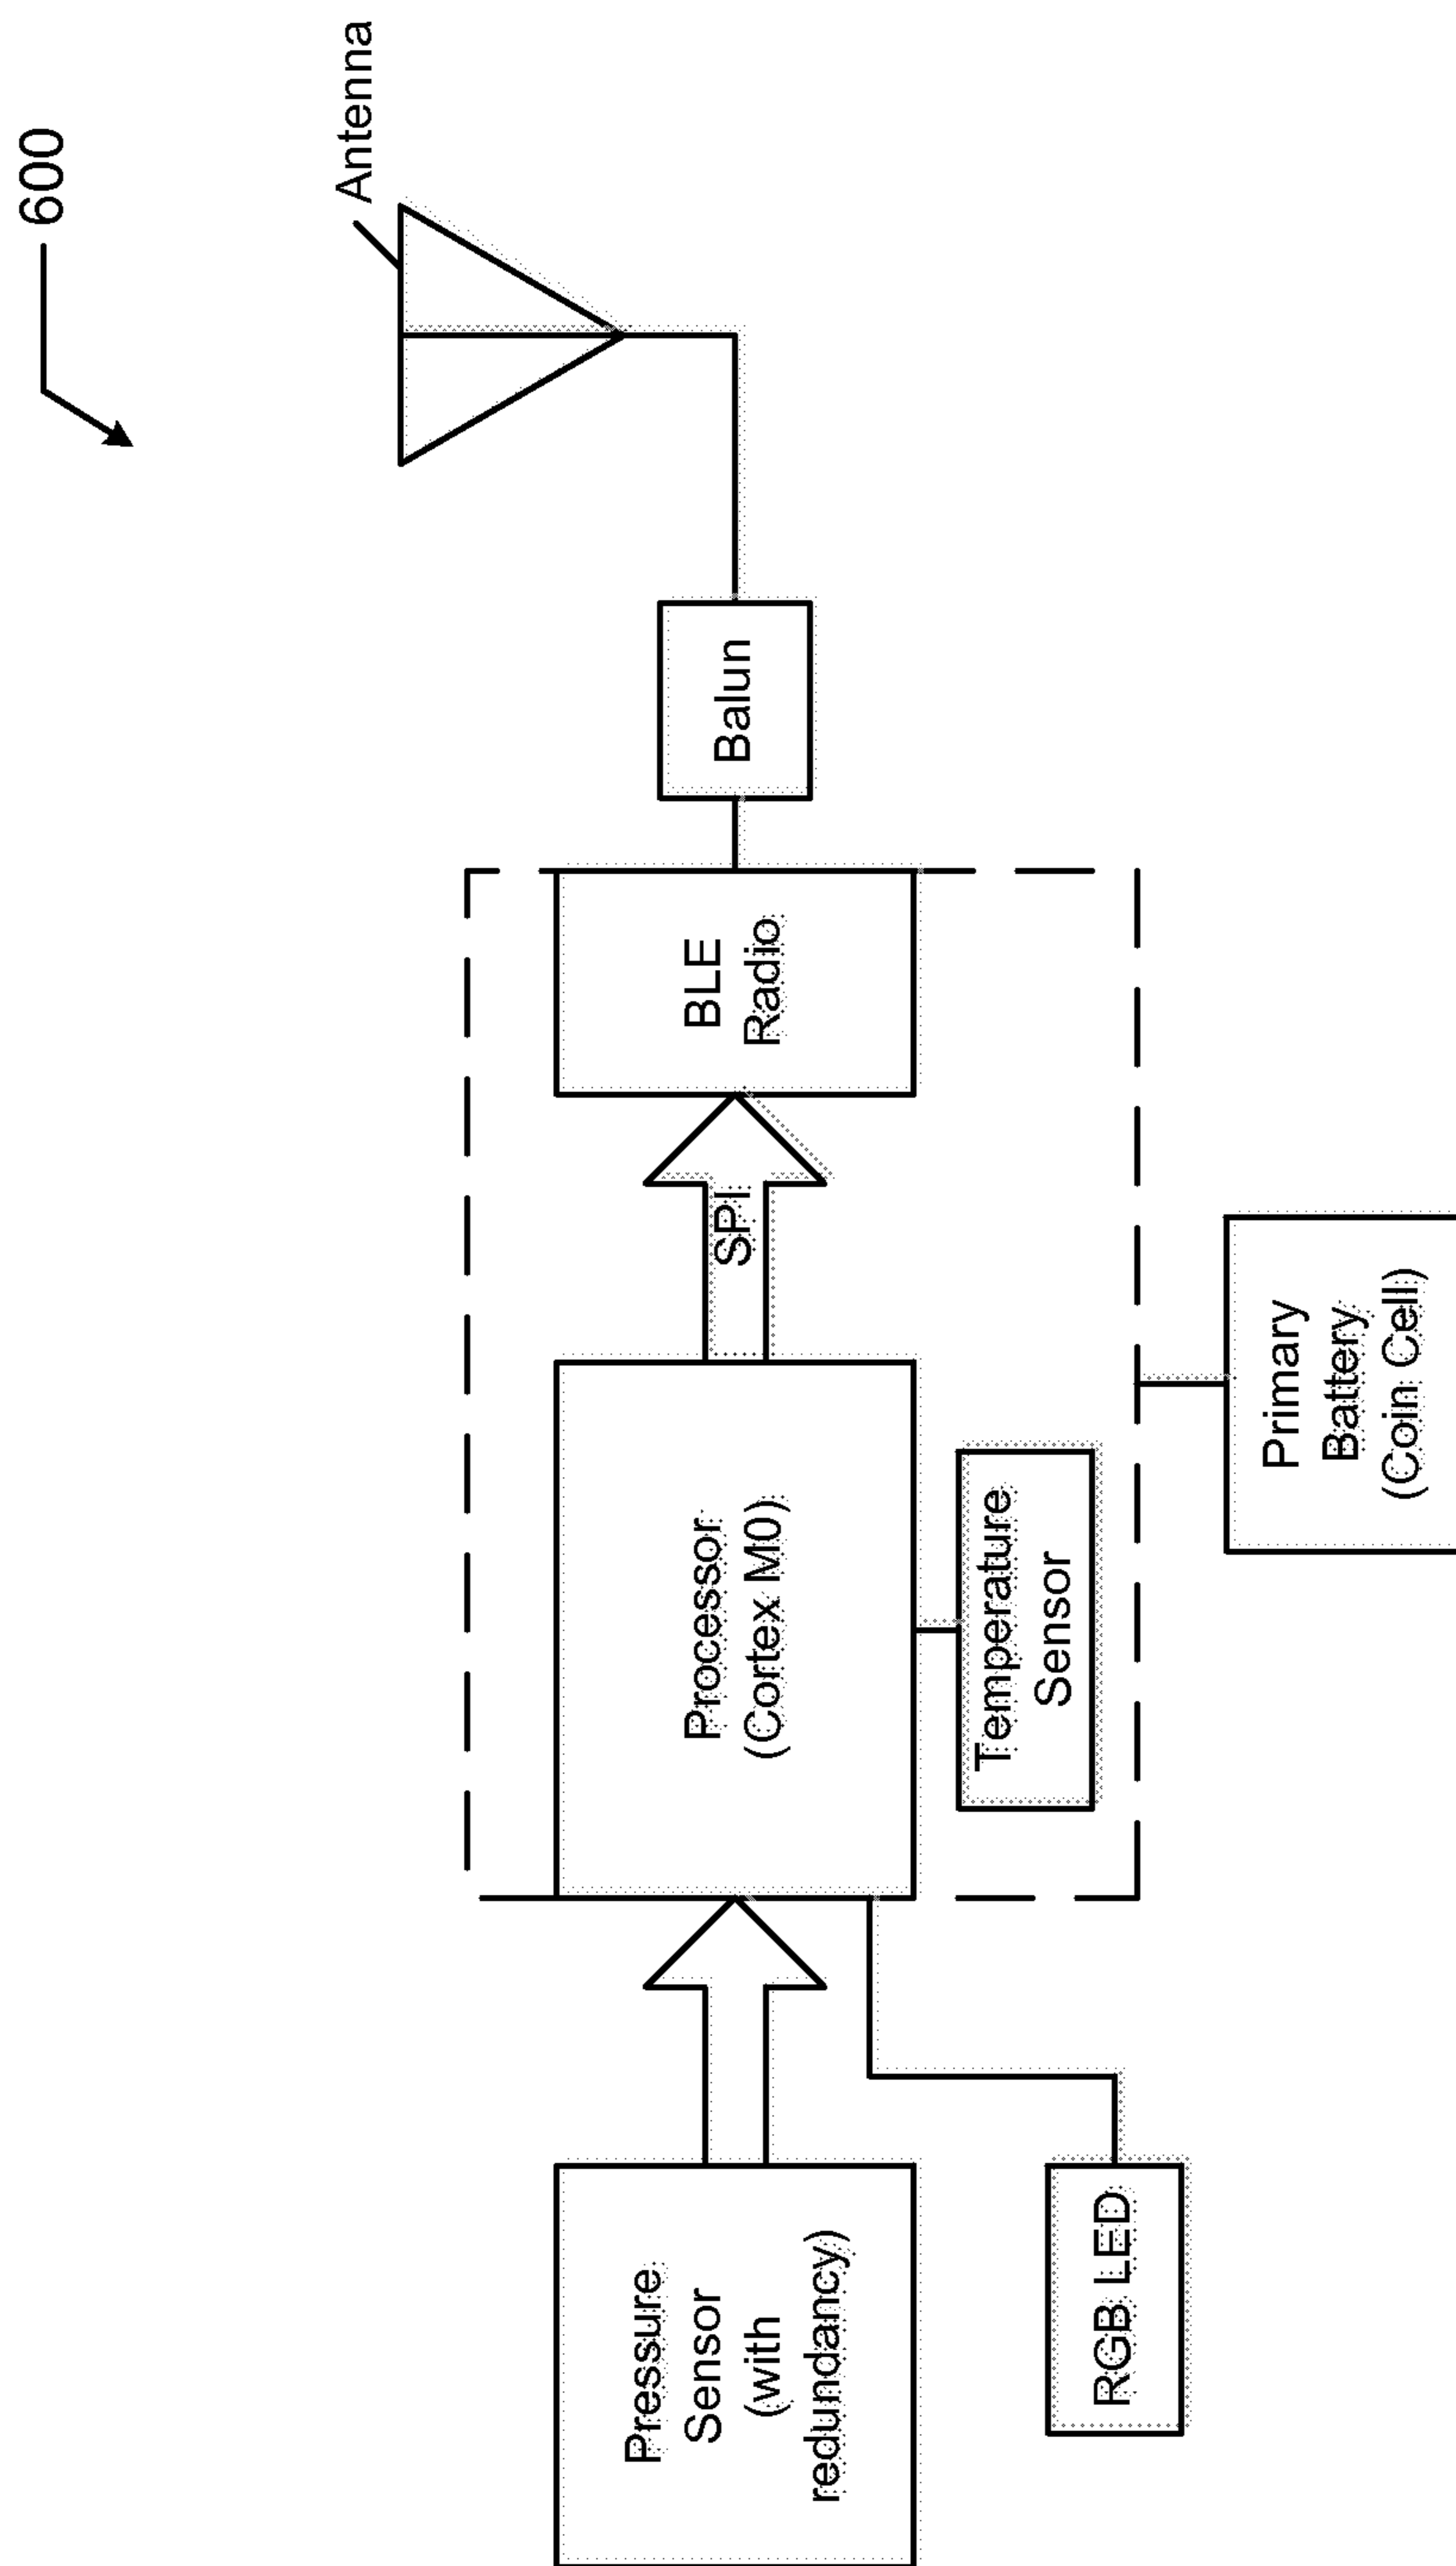 600
Antenna
Balun
BLE
Radio
SPI
Processor
(Cortex M0)
Temperature
Sensor
Primary
Battery
(Coin Cell)
Pressure
Sensor
(with
redundancy)
RGB LED